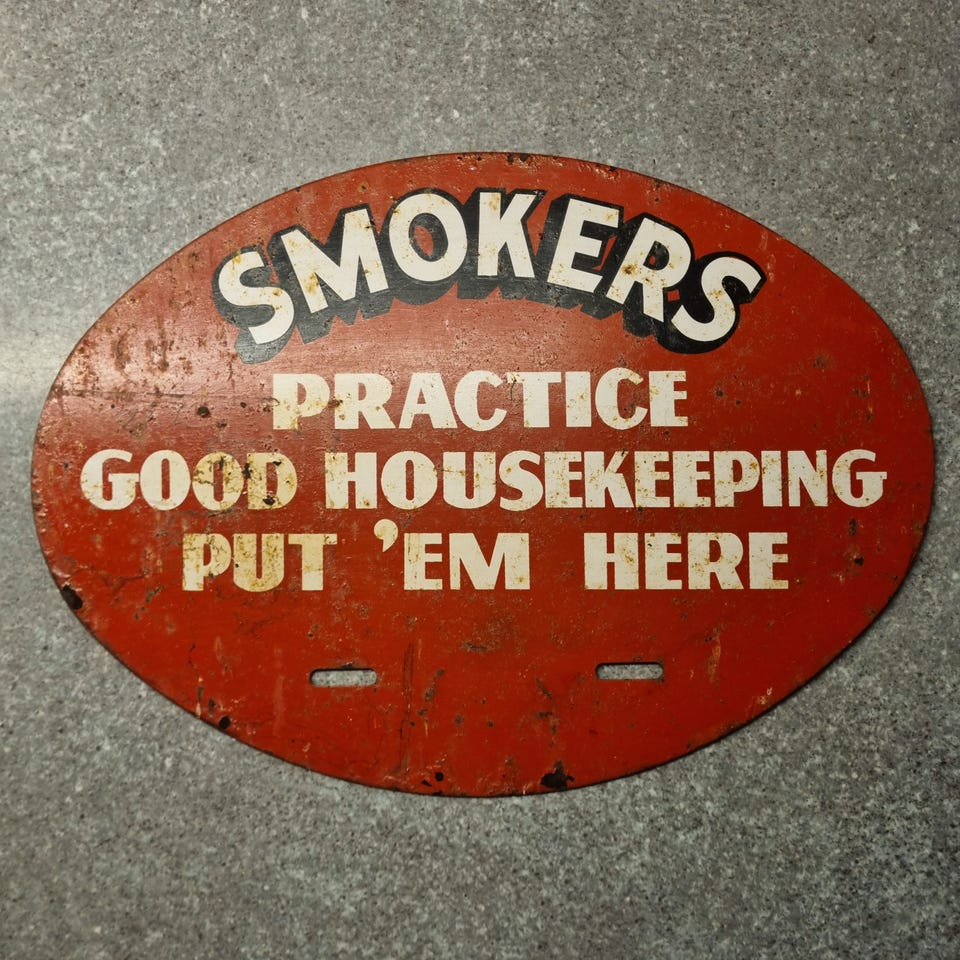 SMOKERS
PRACTICE
GOOD HOUSEKEEPING
PUT 'EM HERE